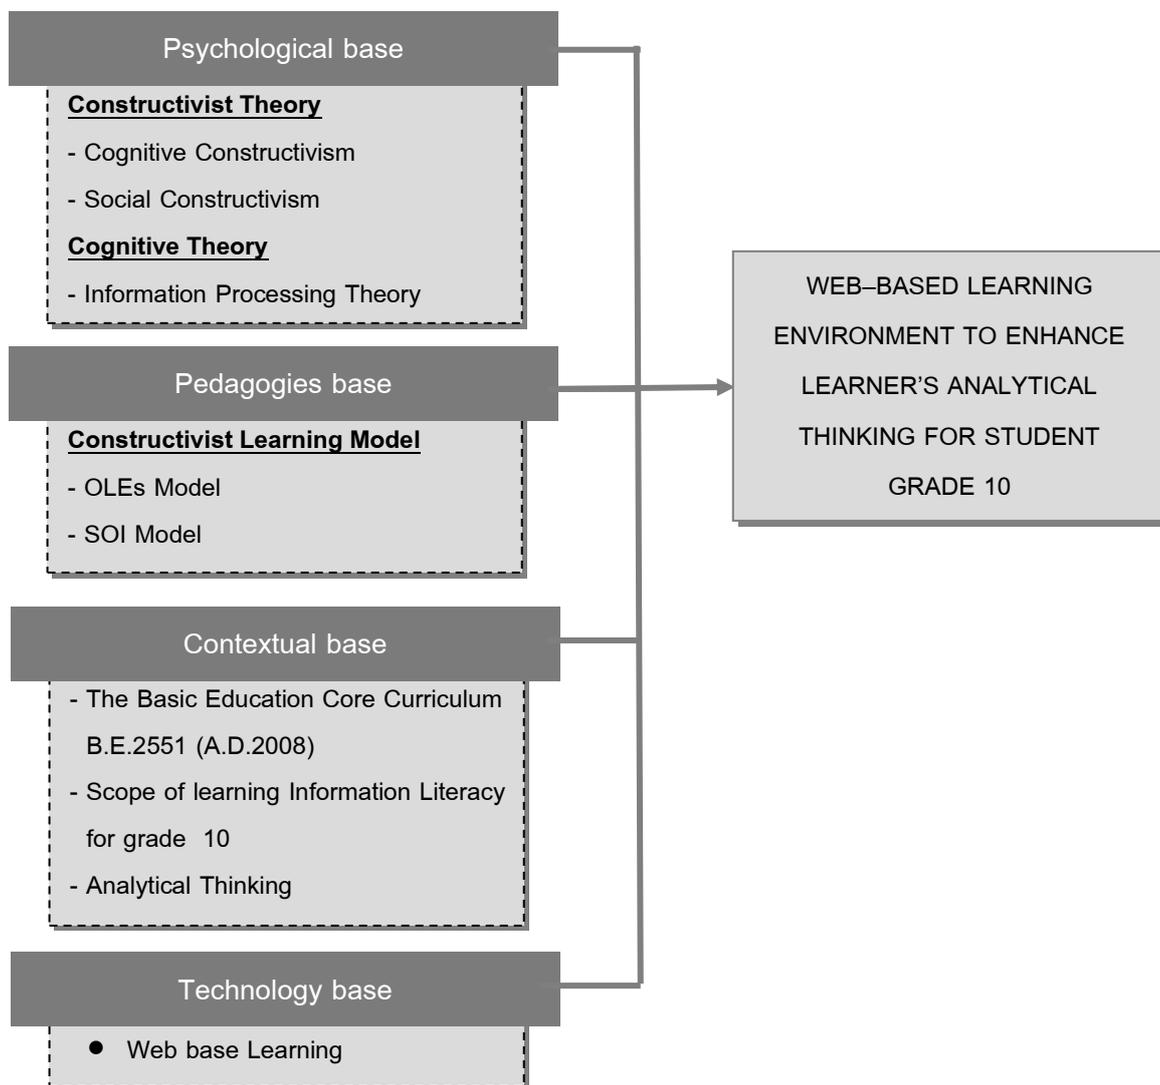 Psychological base
Constructivist Theory
- Cognitive Constructivism
- Social Constructivism
Cognitive Theory
- Information Processing Theory
Pedagogies base
Constructivist Learning Model
- OLEs Model
- SOI Model
Contextual base
- The Basic Education Core Curriculum
B.E.2551 (A.D.2008)
- Scope of learning Information Literacy
for grade  10
- Analytical Thinking
Technology base
● Web base Learning
WEB–BASED LEARNING
ENVIRONMENT TO ENHANCE
LEARNER’S ANALYTICAL
THINKING FOR STUDENT
GRADE 10